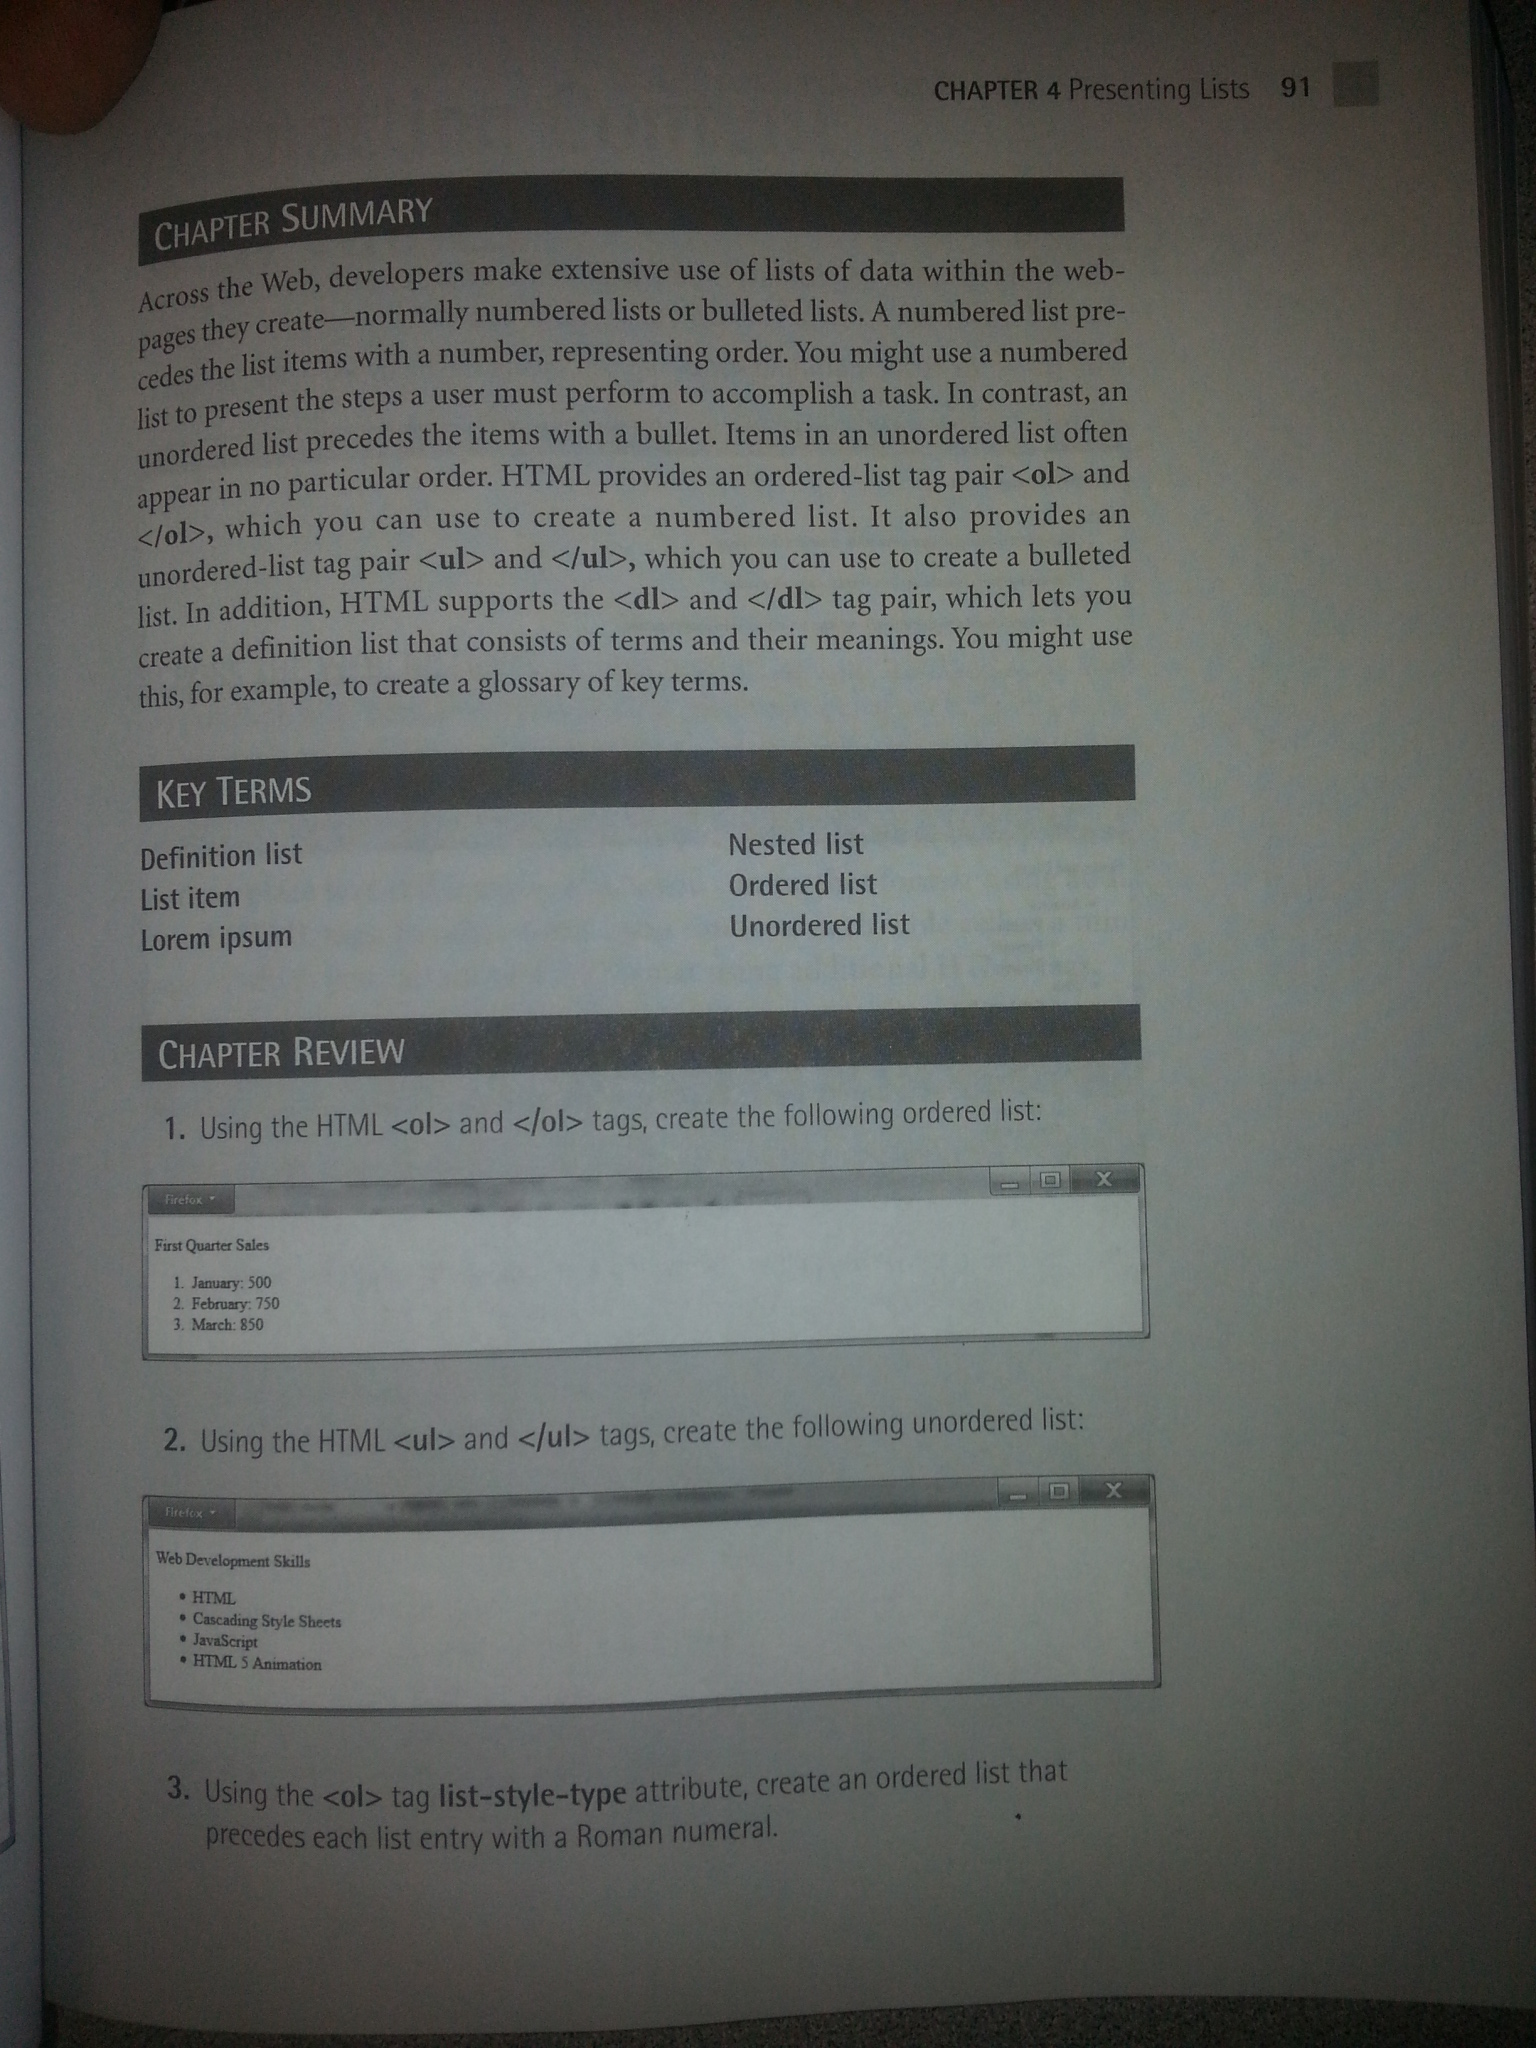 CHAPTER 4 Presenting Lists 91
CHAPTER SUMMARY
Across the Web, developers make extensive use of lists of data within the web-
pages they create—normally numbered lists or bulleted lists. A numbered list pre-
cedes the list items with a number, representing order. You might use a numbered
list to present the steps a user must perform to accomplish a task. In contrast, an
unordered list precedes the items with a bullet. Items in an unordered list often
appear in no particular order. HTML provides an ordered-list tag pair <ol> and
</ol>, which you can use to create a numbered list. It also provides an
unordered-list tag pair <ul> and </ul>, which you can use to create a bulleted
list. In addition, HTML supports the <dl> and </dl> tag pair, which lets you
create a definition list that consists of terms and their meanings. You might use
this, for example, to create a glossary of key terms.
KEY TERMS
Definition list
List item
Lorem ipsum
Nested list
Ordered list
Unordered list
CHAPTER REVIEW
1. Using the HTML <ol> and </ol> tags, create the following ordered list:
Firefox
X
First Quarter Sales
1. January: 500
2. February: 750
3. March: 850
2. Using the HTML <ul> and </ul> tags, create the following unordered list:
Firefox
X
Web Development Skills
• HTML
• Cascading Style Sheets
• JavaScript
• HTML 5 Animation
3. Using the <ol> tag list-style-type attribute, create an ordered list that
precedes each list entry with a Roman numeral.